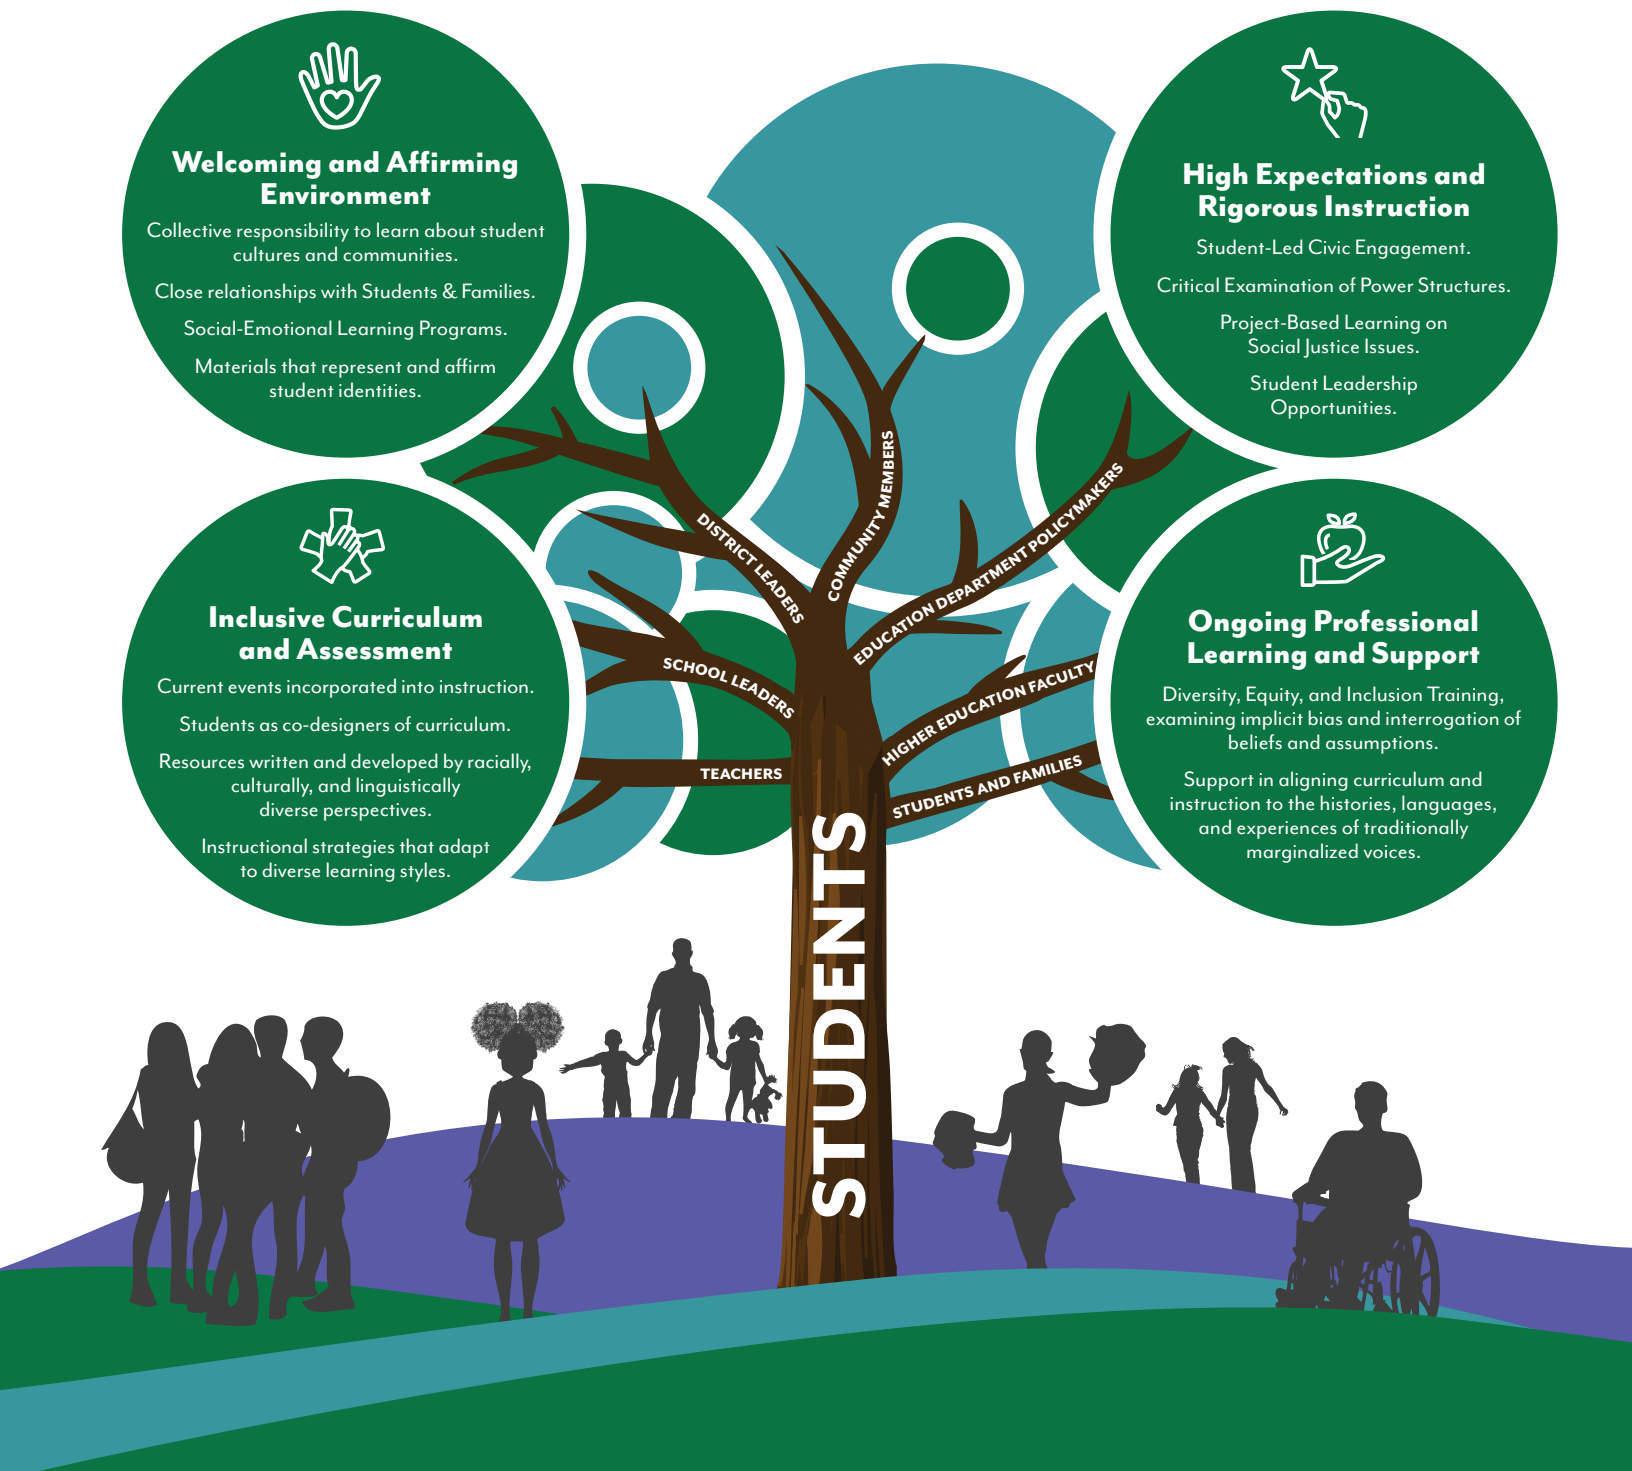 Welcoming and Affirming
Environment
Collective responsibility to learn about student
cultures and communities.
Close relationships with Students & Families.
Social-Emotional Learning Programs.
Materials that represent and affirm
student identities.
High Expectations and
Rigorous Instruction
Student-Led Civic Engagement.
Critical Examination of Power Structures.
Project-Based Learning on
Social Justice Issues.
Student Leadership
Opportunities.
Inclusive Curriculum
and Assessment
Current events incorporated into instruction.
Students as co-designers of curriculum.
Resources written and developed by racially,
culturally, and linguistically
diverse perspectives.
Instructional strategies that adapt
to diverse learning styles.
Ongoing Professional
Learning and Support
Diversity, Equity, and Inclusion Training,
examining implicit bias and interrogation of
beliefs and assumptions.
Support in aligning curriculum and
instruction to the histories, languages,
and experiences of traditionally
marginalized voices.
DISTRICT LEADERS
COMMUNITY MEMBERS
EDUCATION DEPARTMENT POLICYMAKERS
SCHOOL LEADERS
HIGHER EDUCATION FACULTY
TEACHERS
STUDENTS AND FAMILIES
STUDENTS